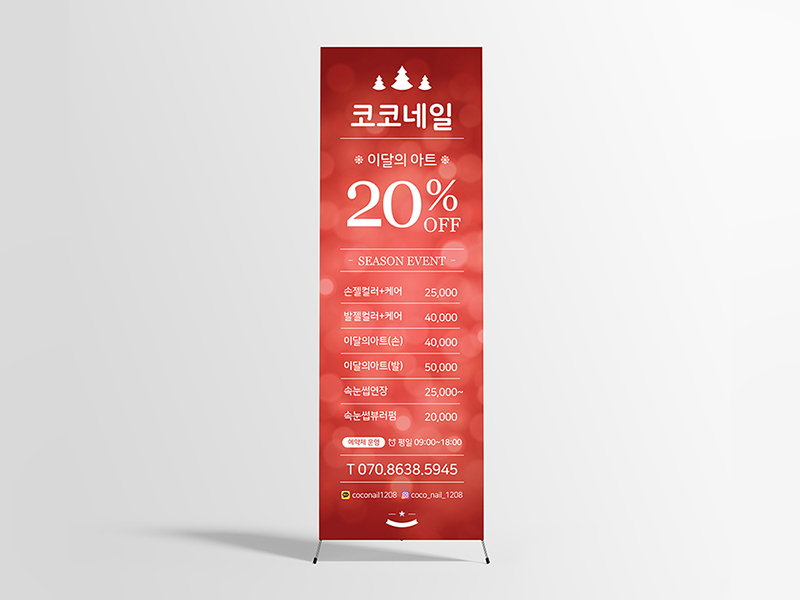 코코네일
이달의 아트
20% OFF
- SEASON EVENT -
손젤컬러+케어 25,000
발젤컬러+케어 40,000
이달의아트(손) 40,000
이달의아트(발) 50,000
속눈썹연장 25,000~
속눈썹뷰러펌 20,000
예약제 운영 평일 09:00~18:00
T 070.8638.5945
coconail1208 coco_nail_1208